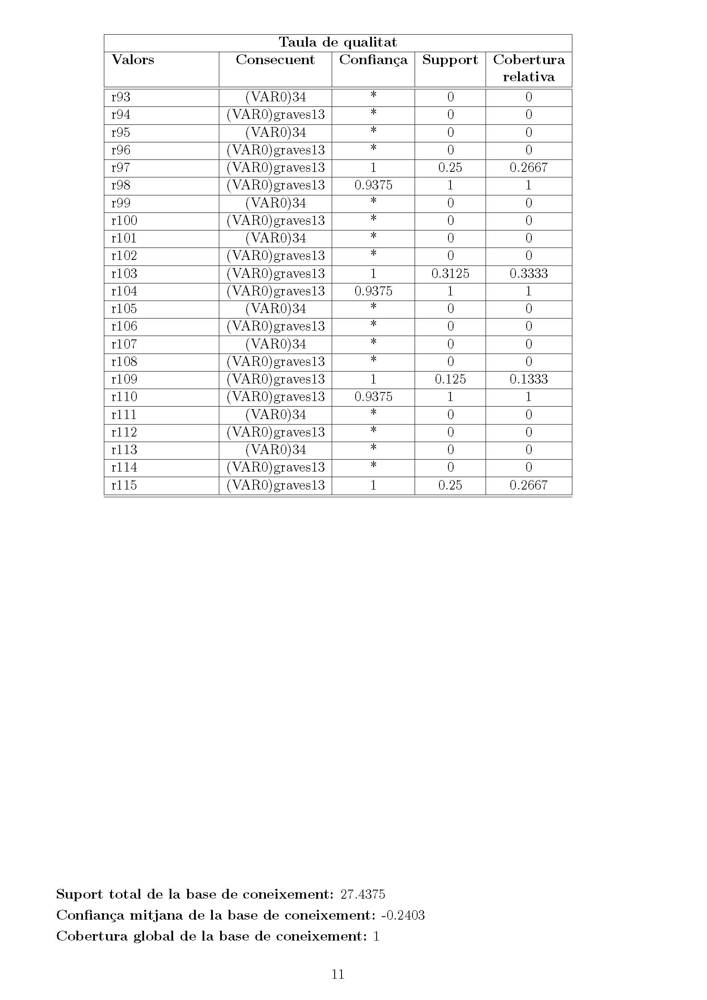 Taula de qualitat
Valors Consecuent Confiança Support Cobertura
relativa
r93 (VAR0)34 * 0 0
r94 (VAR0)graves13 * 0 0
r95 (VAR0)34 * 0 0
r96 (VAR0)graves13 * 0 0
r97 (VAR0)graves13 1 0.25 0.2667
r98 (VAR0)graves13 0.9375 1 1
r99 (VAR0)34 * 0 0
r100 (VAR0)graves13 * 0 0
r101 (VAR0)34 * 0 0
r102 (VAR0)graves13 * 0 0
r103 (VAR0)graves13 1 0.3125 0.3333
r104 (VAR0)graves13 0.9375 1 1
r105 (VAR0)34 * 0 0
r106 (VAR0)graves13 * 0 0
r107 (VAR0)34 * 0 0
r108 (VAR0)graves13 * 0 0
r109 (VAR0)graves13 1 0.125 0.1333
r110 (VAR0)graves13 0.9375 1 1
r111 (VAR0)34 * 0 0
r112 (VAR0)graves13 * 0 0
r113 (VAR0)34 * 0 0
r114 (VAR0)graves13 * 0 0
r115 (VAR0)graves13 1 0.25 0.2667
Suport total de la base de coneixement: 27.4375
Confiança mitjana de la base de coneixement: -0.2403
Cobertura global de la base de coneixement: 1
11